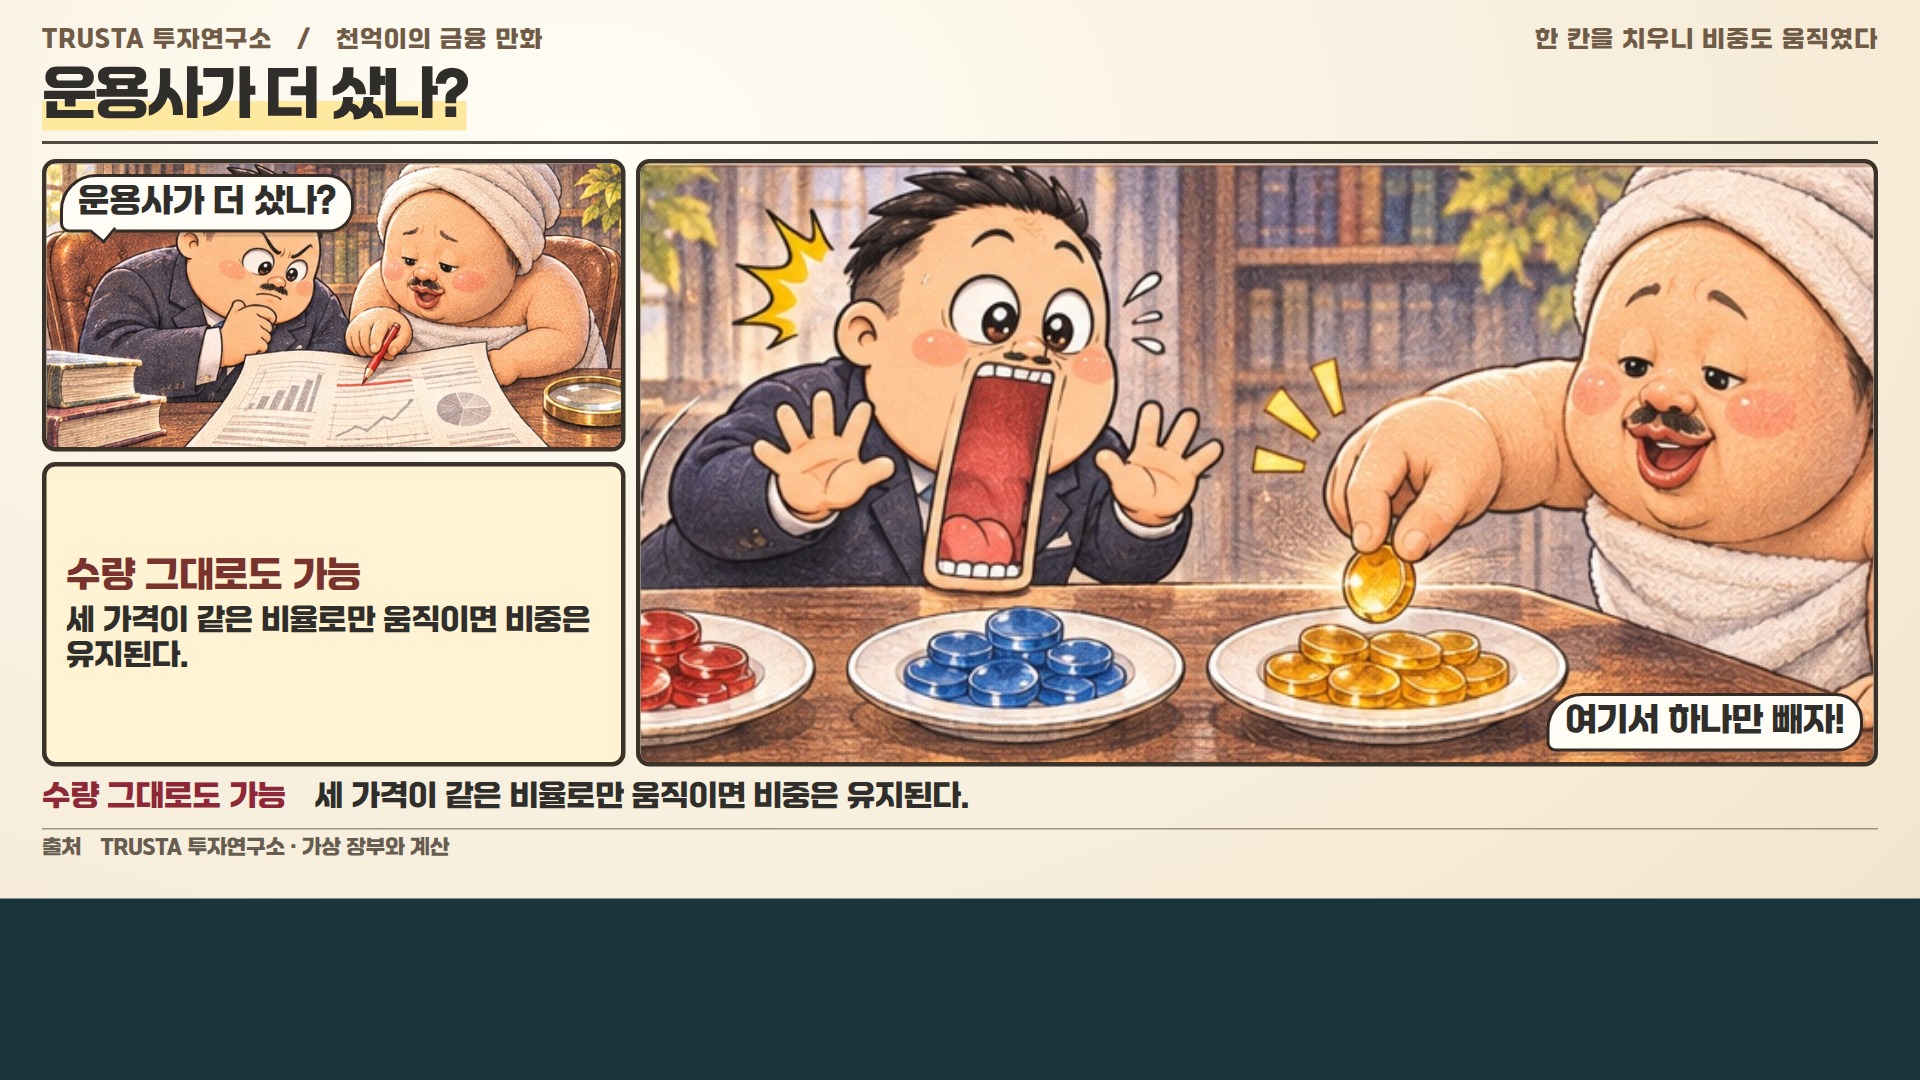 TRUSTA 투자연구소 / 천억이의 금융 만화
한 칸을 치우니 비중도 움직였다
운용사가 더 샀나?
운용사가 더 샀나?
수량 그대로도 가능
세 가격이 같은 비율로만 움직이면 비중은
유지된다.
여기서 하나만 빼자!
수량 그대로도 가능 세 가격이 같은 비율로만 움직이면 비중은 유지된다.
출처 TRUSTA 투자연구소 · 가상 장부와 계산